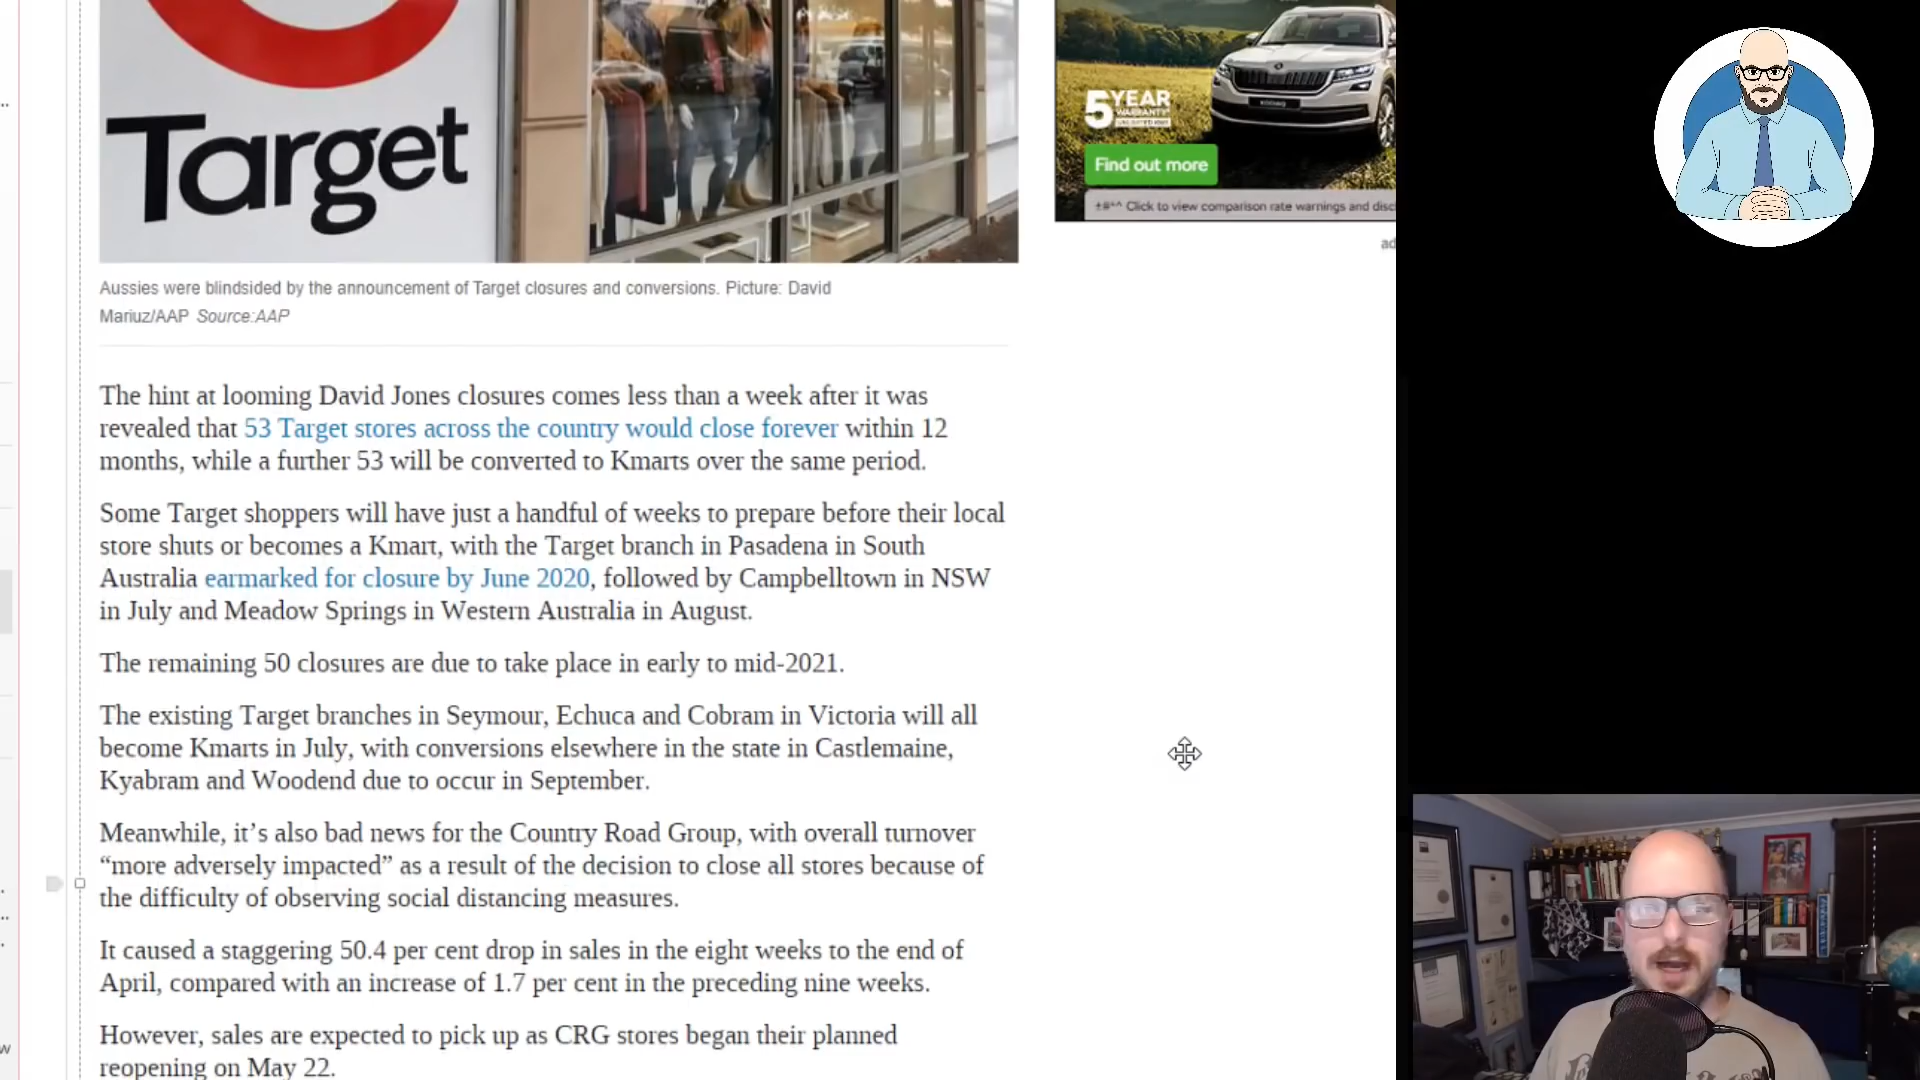 Target
5 YEAR
WARRANTY
Find out more
Click to view comparison rate warnings and disc
ad
Aussies were blindsided by the announcement of Target closures and conversions. Picture: David
Mariuz/AAP Source:AAP
The hint at looming David Jones closures comes less than a week after it was
revealed that 53 Target stores across the country would close forever within 12
months, while a further 53 will be converted to Kmarts over the same period.
Some Target shoppers will have just a handful of weeks to prepare before their local
store shuts or becomes a Kmart, with the Target branch in Pasadena in South
Australia earmarked for closure by June 2020, followed by Campbelltown in NSW
in July and Meadow Springs in Western Australia in August.
The remaining 50 closures are due to take place in early to mid-2021.
The existing Target branches in Seymour, Echuca and Cobram in Victoria will all
become Kmarts in July, with conversions elsewhere in the state in Castlemaine,
Kyabram and Woodend due to occur in September.
Meanwhile, it’s also bad news for the Country Road Group, with overall turnover
“more adversely impacted” as a result of the decision to close all stores because of
the difficulty of observing social distancing measures.
It caused a staggering 50.4 per cent drop in sales in the eight weeks to the end of
April, compared with an increase of 1.7 per cent in the preceding nine weeks.
However, sales are expected to pick up as CRG stores began their planned
reopening on May 22.